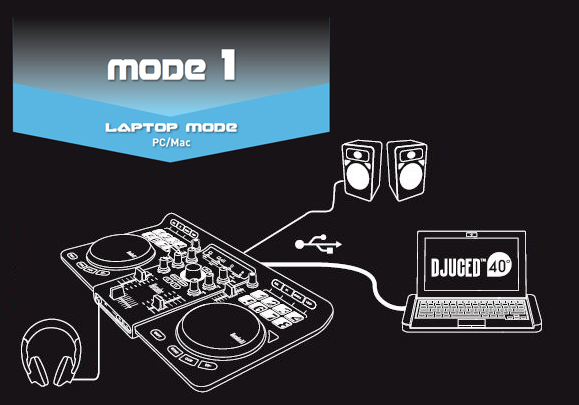 MODE 1
LAPTOP MODE
PC/Mac
DJUCED™ 40°